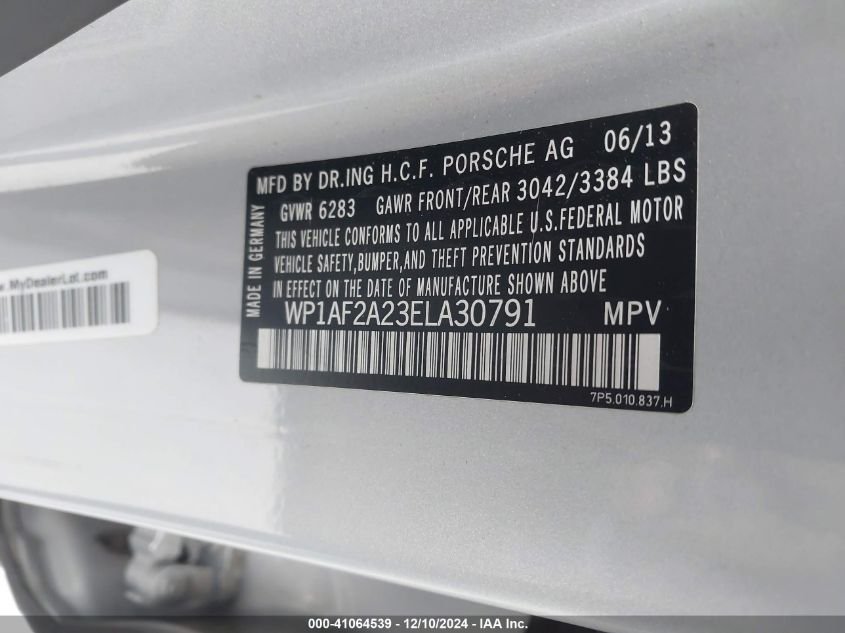 MFD BY DR.ING H.C.F. PORSCHE AG 06/13
GVWR 6283 GAWR FRONT/REAR 3042/3384 LBS
THIS VEHICLE CONFORMS TO ALL APPLICABLE U.S.FEDERAL MOTOR
VEHICLE SAFETY,BUMPER,AND THEFT PREVENTION STANDARDS
IN EFFECT ON THE DATE OF MANUFACTURE SHOWN ABOVE
WP1AF2A23ELA30791 MPV
7P5.010.837.H
MADE IN GERMANY
.MyDealerLot.com
000-41064539 - 12/10/2024 - IAA Inc.